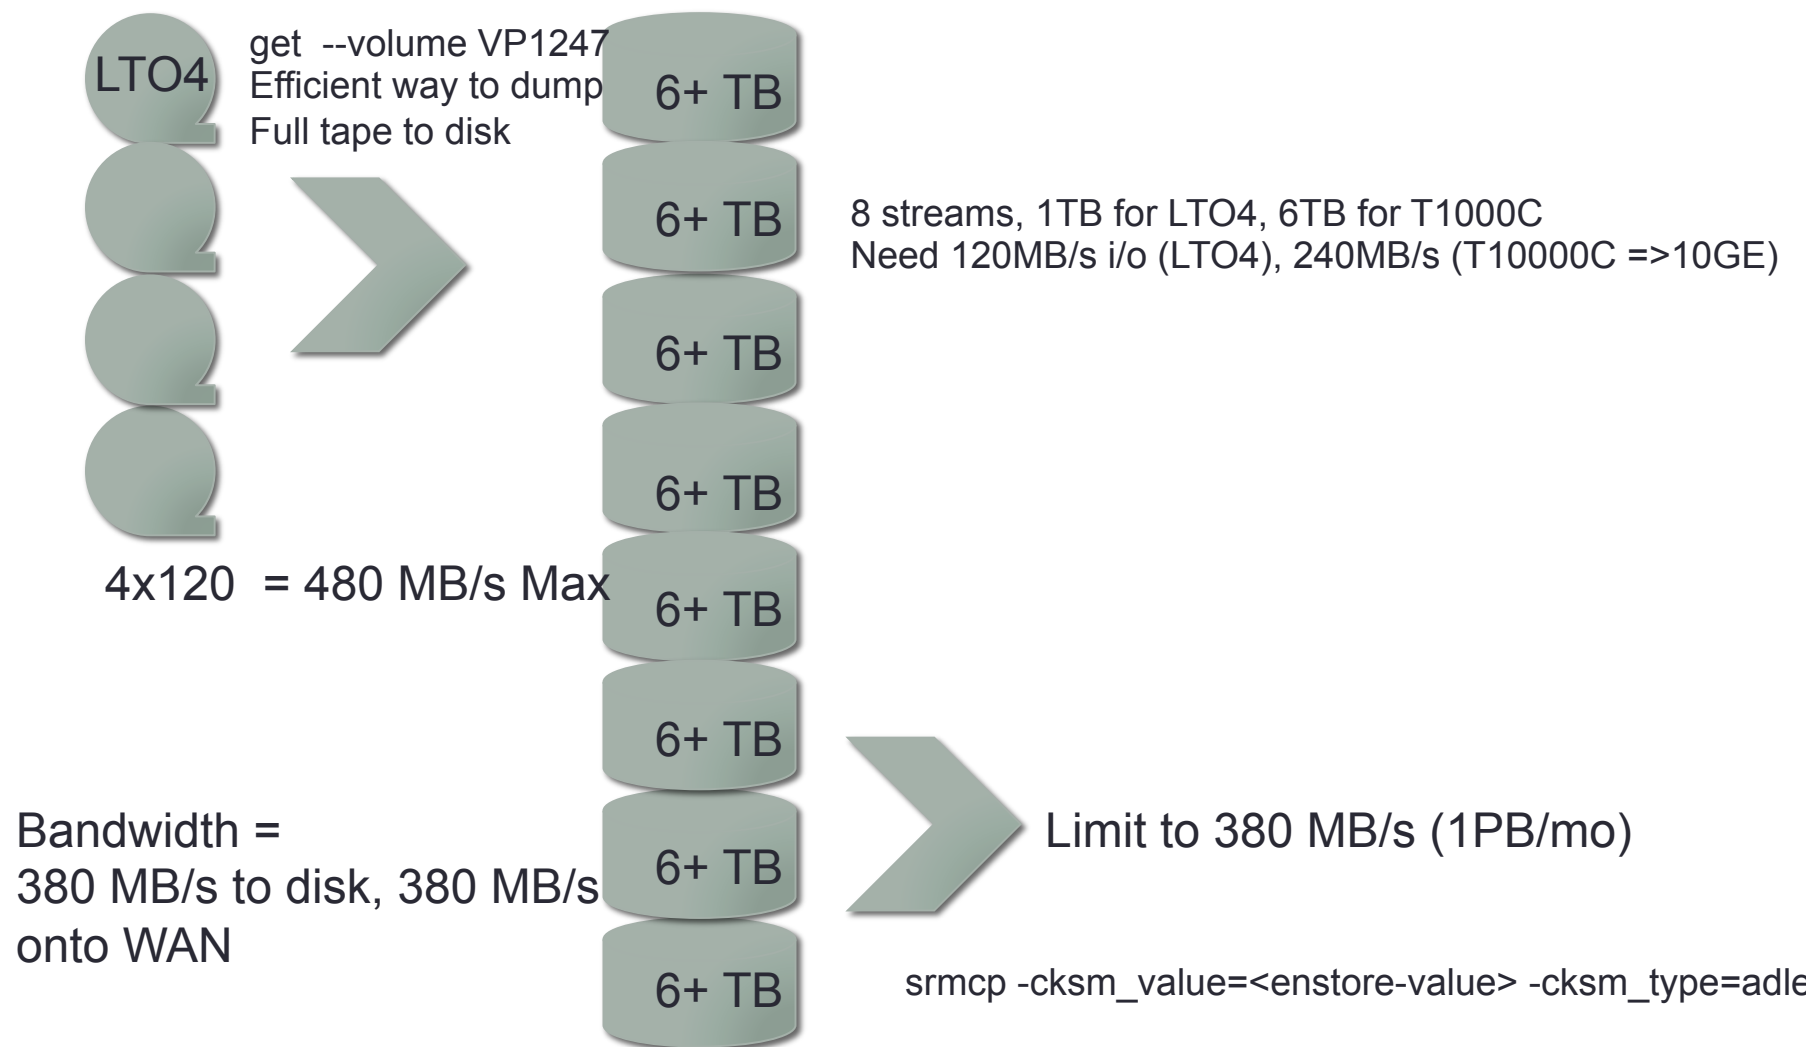 LTO4
get  --volume VP1247
Efficient way to dump
Full tape to disk
6+ TB
6+ TB
8 streams, 1TB for LTO4, 6TB for T1000C
Need 120MB/s i/o (LTO4), 240MB/s (T10000C =>10GE)
6+ TB
6+ TB
4x120  = 480 MB/s Max
6+ TB
6+ TB
Bandwidth =
380 MB/s to disk, 380 MB/s
onto WAN
6+ TB
Limit to 380 MB/s (1PB/mo)
6+ TB
srmcp -cksm_value=<enstore-value> -cksm_type=adle